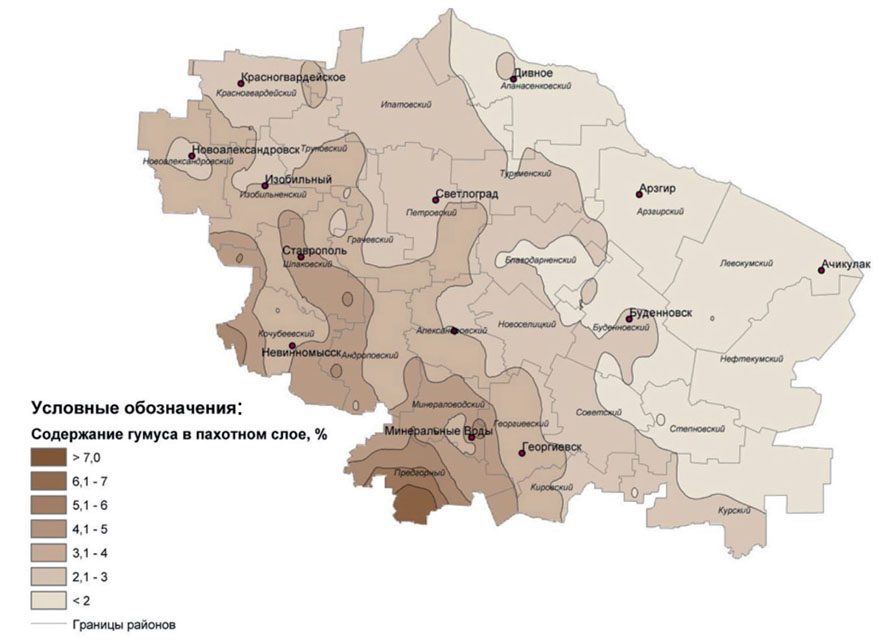 Дивное
Апанасенковский
Красногвардейское
Красногвардейский
Ипатовский
Новоалександровск
Новоалександровский
Труновский
Туркменский
Изобильный
Изобильненский
Светлоград
Петровский
Арзгир
Арзгирский
Грачевский
Ставрополь
Шпаковский
Благодарненский
Левокумский
Ачикулак
Кочубеевский
Невинномысск
Андроповский
Александровский
Новоселицкий
Буденновск
Буденновский
Нефтекумский
Минераловодский
Минеральные Воды
Георгиевский
Георгиевск
Советский
Степновский
Предгорный
Кировский
Курский
Условные обозначения:
Содержание гумуса в пахотном слое, %
> 7,0
6,1 - 7
5,1 - 6
4,1 - 5
3,1 - 4
2,1 - 3
< 2
Границы районов